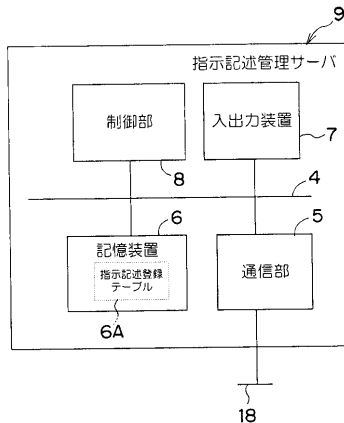 9
指示記述管理サーバ
制御部
8
入出力装置
7
4
6
記憶装置
指示記述登録
テーブル
6A
5
通信部
18